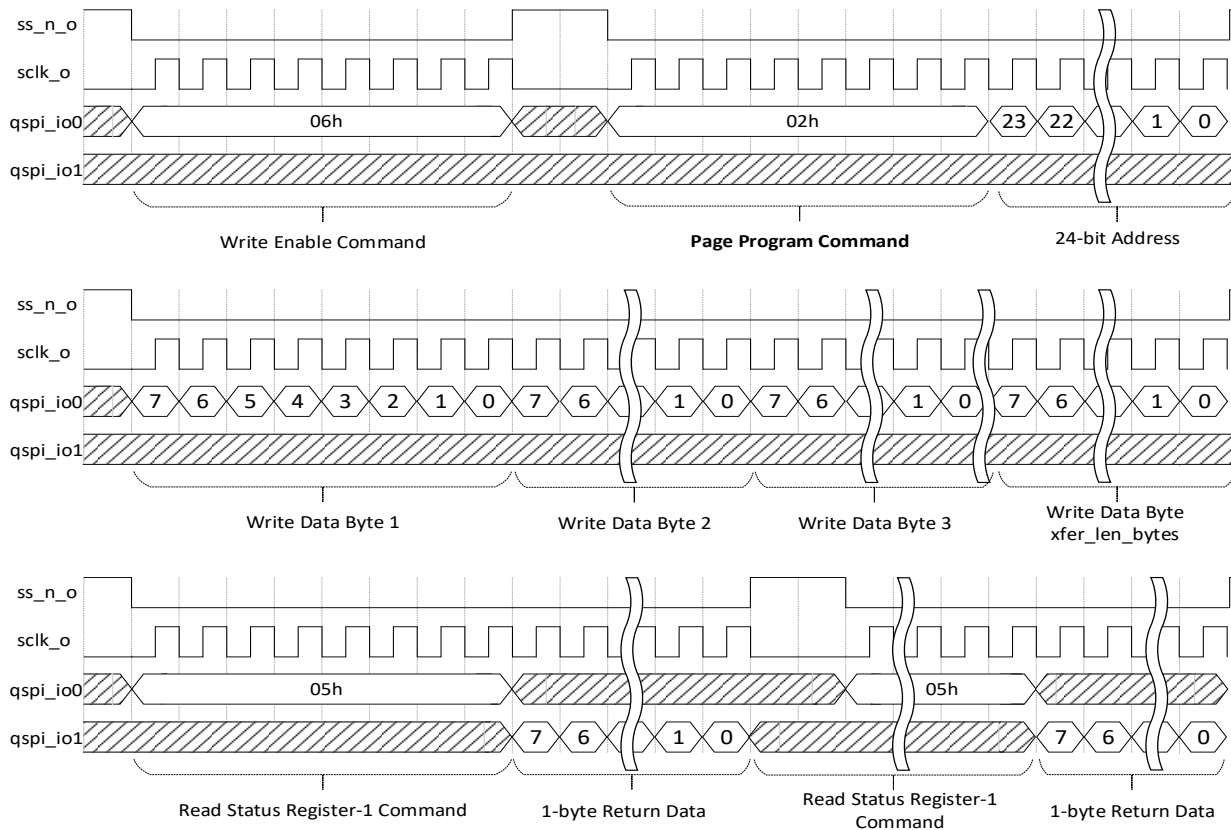 ss_n_o
sclk_o
qspi_io0 06h 02h 23 22 1 0
qspi_io1
Write Enable Command Page Program Command 24-bit Address
ss_n_o
sclk_o
qspi_io0 7 6 5 4 3 2 1 0 7 6 1 0 7 6 1 0 7 6 1 0
qspi_io1
Write Data Byte 1 Write Data Byte 2 Write Data Byte 3 Write Data Byte
xfer_len_bytes
ss_n_o
sclk_o
qspi_io0 05h 05h
qspi_io1 7 6 1 0 7 6 0
Read Status Register-1 Command 1-byte Return Data Read Status Register-1
Command 1-byte Return Data